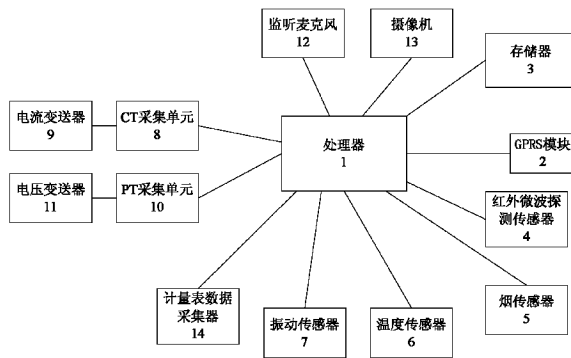 监听麦克风
12
摄像机
13
存储器
3
电流变送器
9
CT采集单元
8
处理器
1
GPRS模块
2
电压变送器
11
PT采集单元
10
红外微波探
测传感器
4
计量表数据
采集器
14
振动传感器
7
温度传感器
6
烟传感器
5